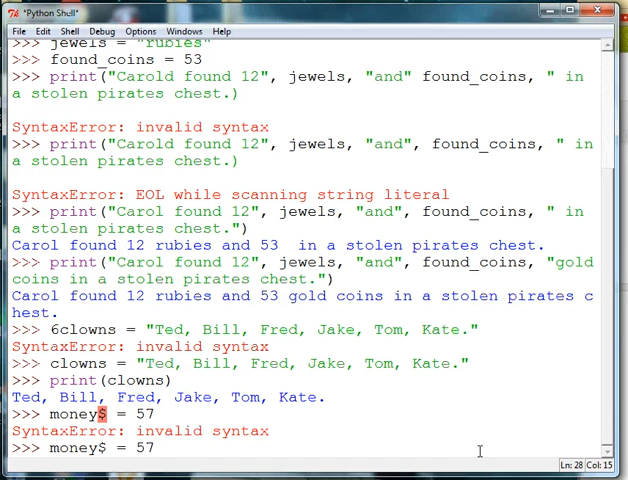 *Python Shell*
File Edit Shell Debug Options Windows Help
>>> jewels = "rubies"
>>> found_coins = 53
>>> print("Carold found 12", jewels, "and" found_coins, " in
a stolen pirates chest.)
SyntaxError: invalid syntax
>>> print("Carold found 12", jewels, "and", found_coins, " in
a stolen pirates chest.)
SyntaxError: EOL while scanning string literal
>>> print("Carol found 12", jewels, "and", found_coins, " in
a stolen pirates chest.")
Carol found 12 rubies and 53  in a stolen pirates chest.
>>> print("Carol found 12", jewels, "and", found_coins, "gold
coins in a stolen pirates chest.")
Carol found 12 rubies and 53 gold coins in a stolen pirates c
hest.
>>> 6clowns = "Ted, Bill, Fred, Jake, Tom, Kate."
SyntaxError: invalid syntax
>>> clowns = "Ted, Bill, Fred, Jake, Tom, Kate."
>>> print(clowns)
Ted, Bill, Fred, Jake, Tom, Kate.
>>> money$ = 57
SyntaxError: invalid syntax
>>> money$ = 57
Ln: 28 Col: 15